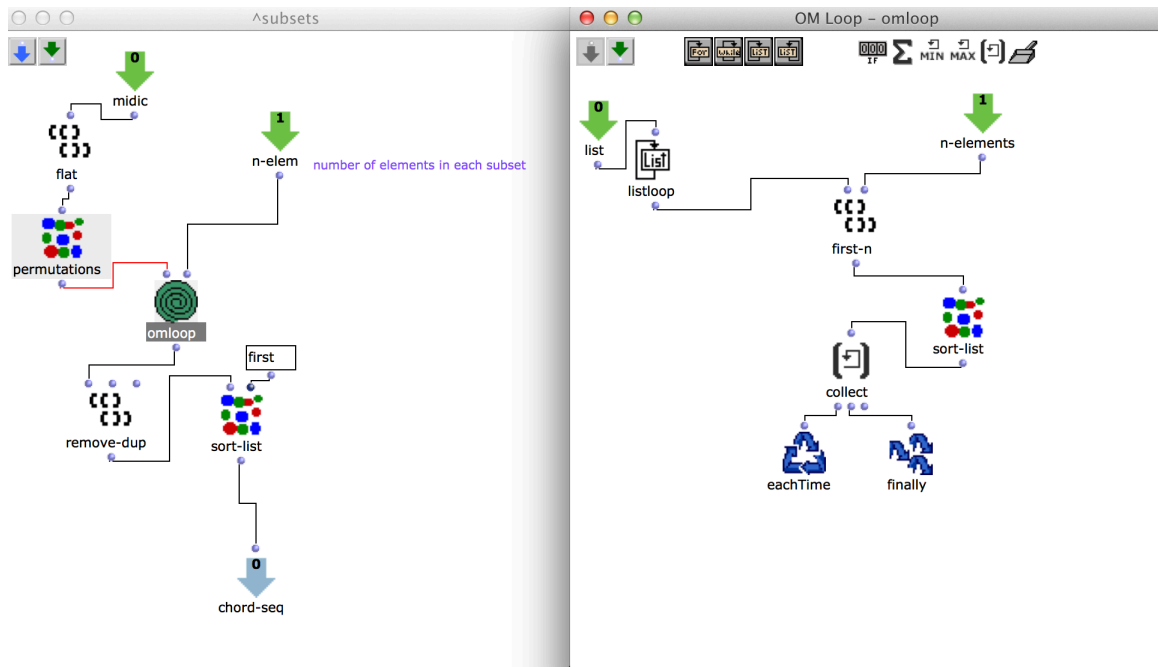 ^subsets
0
midic
flat
1
n-elem
number of elements in each subset
permutations
omloop
first
remove-dup
sort-list
0
chord-seq
OM Loop – omloop
For
While
LiST
LiST
000
IF
Σ
MIN
MAX
0
list
List
listloop
1
n-elements
first-n
sort-list
collect
eachTime
finally